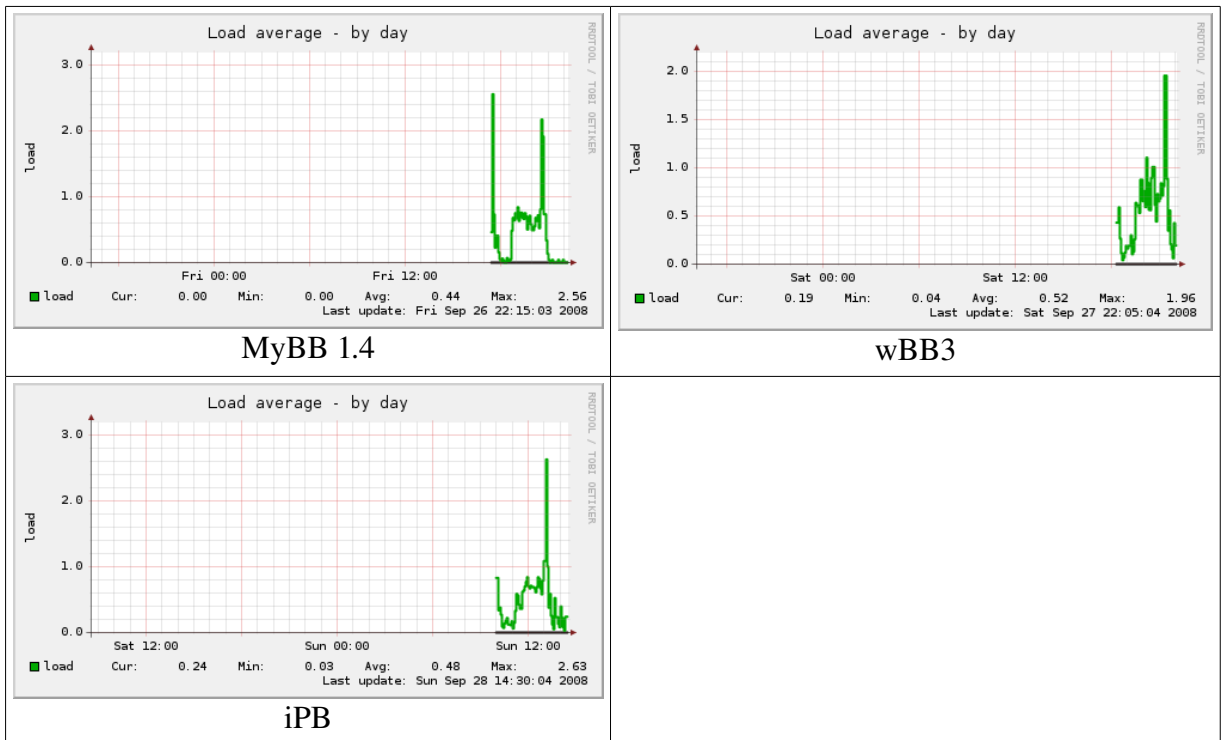 Load average - by day
RRDTOOL / TOBI OETIKER
load
3.0
2.0
1.0
0.0
Fri 00:00 Fri 12:00
load Cur: 0.00 Min: 0.00 Avg: 0.44 Max: 2.56
Last update: Fri Sep 26 22:15:03 2008
MyBB 1.4
Load average - by day
RRDTOOL / TOBI OETIKER
load
2.0
1.5
1.0
0.5
0.0
Sat 00:00 Sat 12:00
load Cur: 0.19 Min: 0.04 Avg: 0.52 Max: 1.96
Last update: Sat Sep 27 22:05:04 2008
wBB3
Load average - by day
RRDTOOL / TOBI OETIKER
load
3.0
2.0
1.0
0.0
Sat 12:00 Sun 00:00 Sun 12:00
load Cur: 0.24 Min: 0.03 Avg: 0.48 Max: 2.63
Last update: Sun Sep 28 14:30:04 2008
iPB